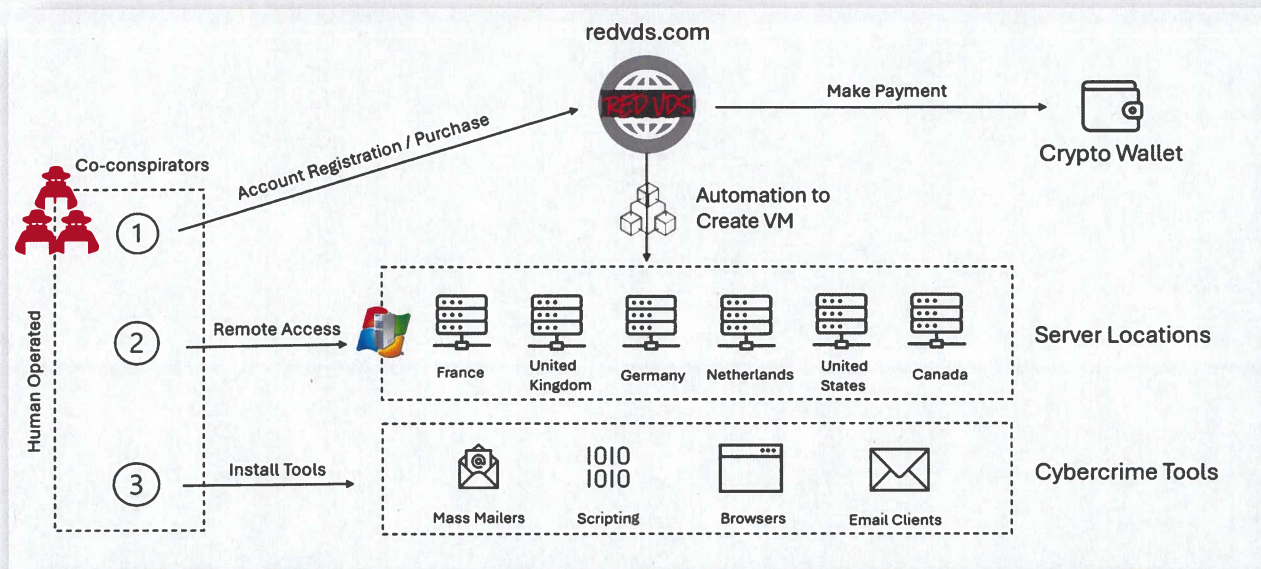 redvds.com
RED VDS
Make Payment
Crypto Wallet
Account Registration / Purchase
Co-conspirators
1
Automation to
Create VM
Human Operated
2
Remote Access
France
United
Kingdom
Germany
Netherlands
United
States
Canada
Server Locations
3
Install Tools
@
1010
1010
Mass Mailers
Scripting
Browsers
Email Clients
Cybercrime Tools